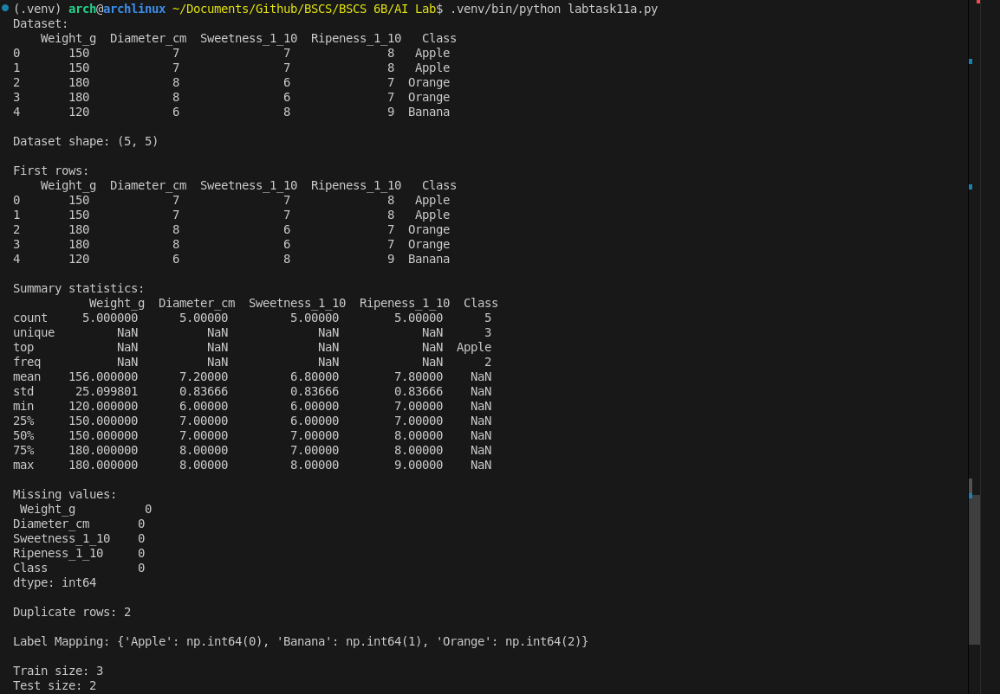 (.venv) arch@archlinux ~/Documents/Github/BSCS/BSCS 6B/AI Lab$ .venv/bin/python labtask11a.py
Dataset:
    Weight_g  Diameter_cm  Sweetness_1_10  Ripeness_1_10   Class
0       150            7               7              8   Apple
1       150            7               7              8   Apple
2       180            8               6              7  Orange
3       180            8               6              7  Orange
4       120            6               8              9  Banana

Dataset shape: (5, 5)

First rows:
    Weight_g  Diameter_cm  Sweetness_1_10  Ripeness_1_10   Class
0       150            7               7              8   Apple
1       150            7               7              8   Apple
2       180            8               6              7  Orange
3       180            8               6              7  Orange
4       120            6               8              9  Banana

Summary statistics:
           Weight_g  Diameter_cm  Sweetness_1_10  Ripeness_1_10  Class
count     5.000000      5.00000         5.00000        5.00000      5
unique         NaN          NaN             NaN            NaN      3
top            NaN          NaN             NaN            NaN  Apple
freq           NaN          NaN             NaN            NaN      2
mean    156.000000      7.20000         6.80000        7.80000    NaN
std      25.099801      0.83666         0.83666        0.83666    NaN
min     120.000000      6.00000         6.00000        7.00000    NaN
25%     150.000000      7.00000         6.00000        7.00000    NaN
50%     150.000000      7.00000         7.00000        8.00000    NaN
75%     180.000000      8.00000         7.00000        8.00000    NaN
max     180.000000      8.00000         8.00000        9.00000    NaN

Missing values:
 Weight_g          0
Diameter_cm       0
Sweetness_1_10    0
Ripeness_1_10     0
Class             0
dtype: int64

Duplicate rows: 2

Label Mapping: {'Apple': np.int64(0), 'Banana': np.int64(1), 'Orange': np.int64(2)}

Train size: 3
Test size: 2